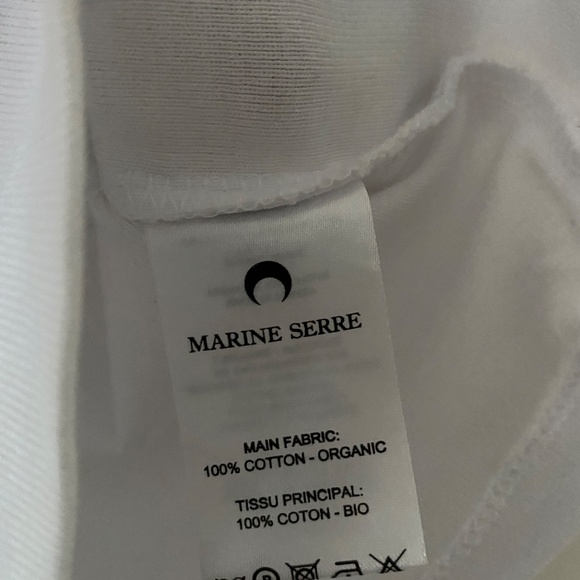 MARINE SERRE
MAIN FABRIC:
100% COTTON - ORGANIC
TISSU PRINCIPAL:
100% COTON - BIO